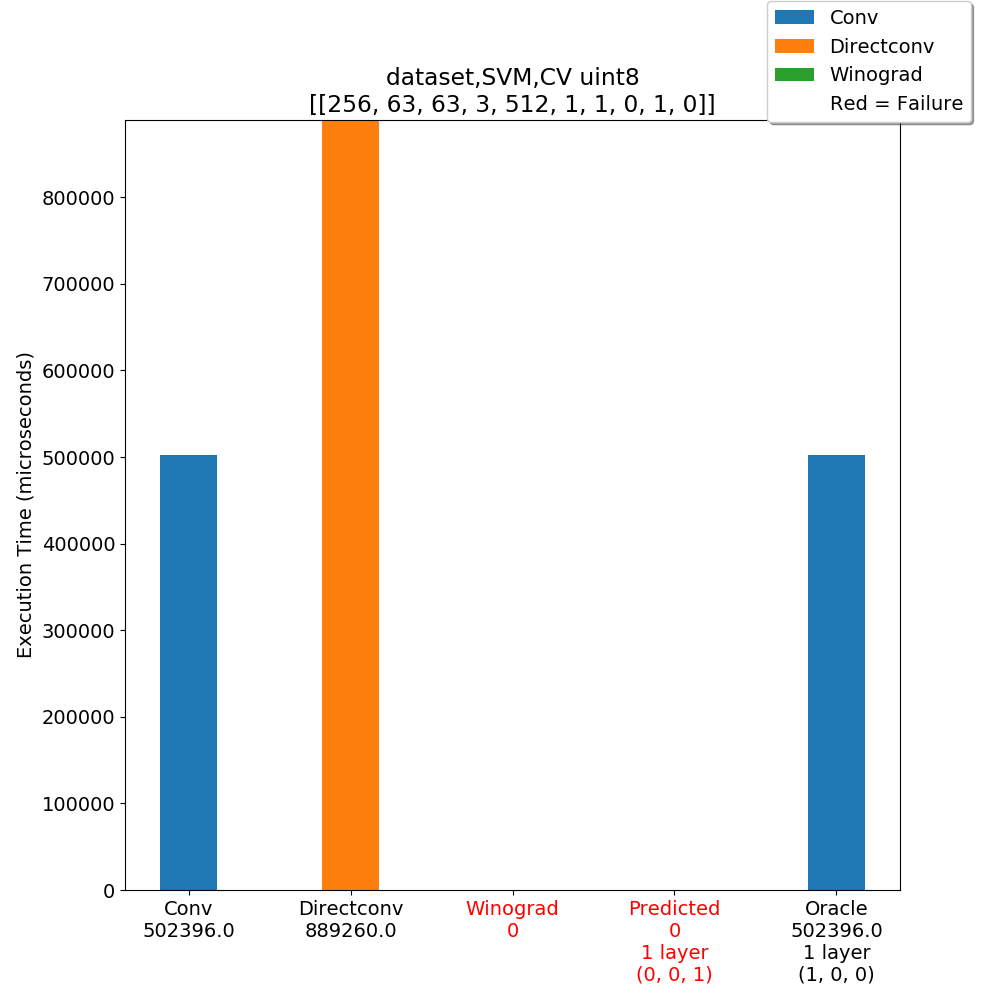 Conv
Directconv
Winograd
Red = Failure
dataset,SVM,CV uint8
[[256, 63, 63, 3, 512, 1, 1, 0, 1, 0]]
Execution Time (microseconds)
800000
700000
600000
500000
400000
300000
200000
100000
0
Conv
502396.0
Directconv
889260.0
Winograd
0
Predicted
0
1 layer
(0, 0, 1)
Oracle
502396.0
1 layer
(1, 0, 0)